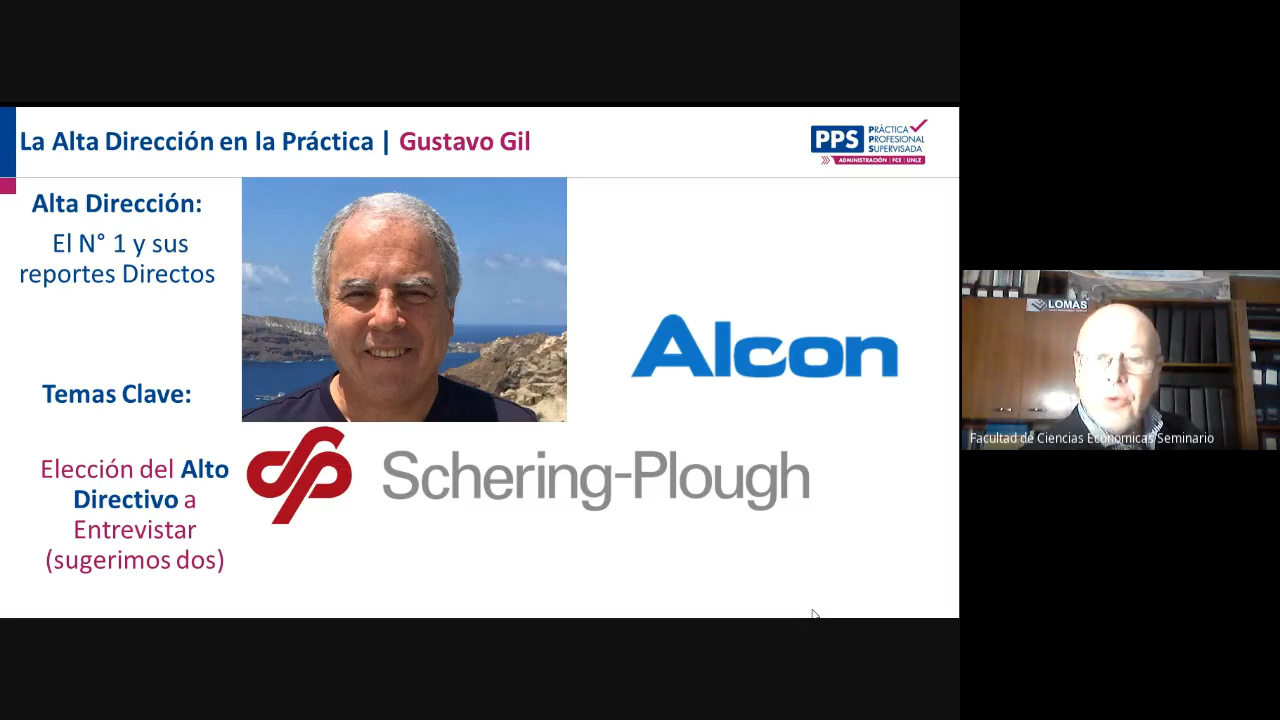 La Alta Dirección en la Práctica | Gustavo Gil
PPS
PRÁCTICA
PROFESIONAL
SUPERVISADA
ADMINISTRACIÓN | FCE | UNLZ
Alta Dirección:
El N° 1 y sus
reportes Directos
Alcon
Temas Clave:
Schering-Plough
Elección del Alto
Directivo a
Entrevistar
(sugerimos dos)
LOMAS
Facultad de Ciencias Economicas Seminario